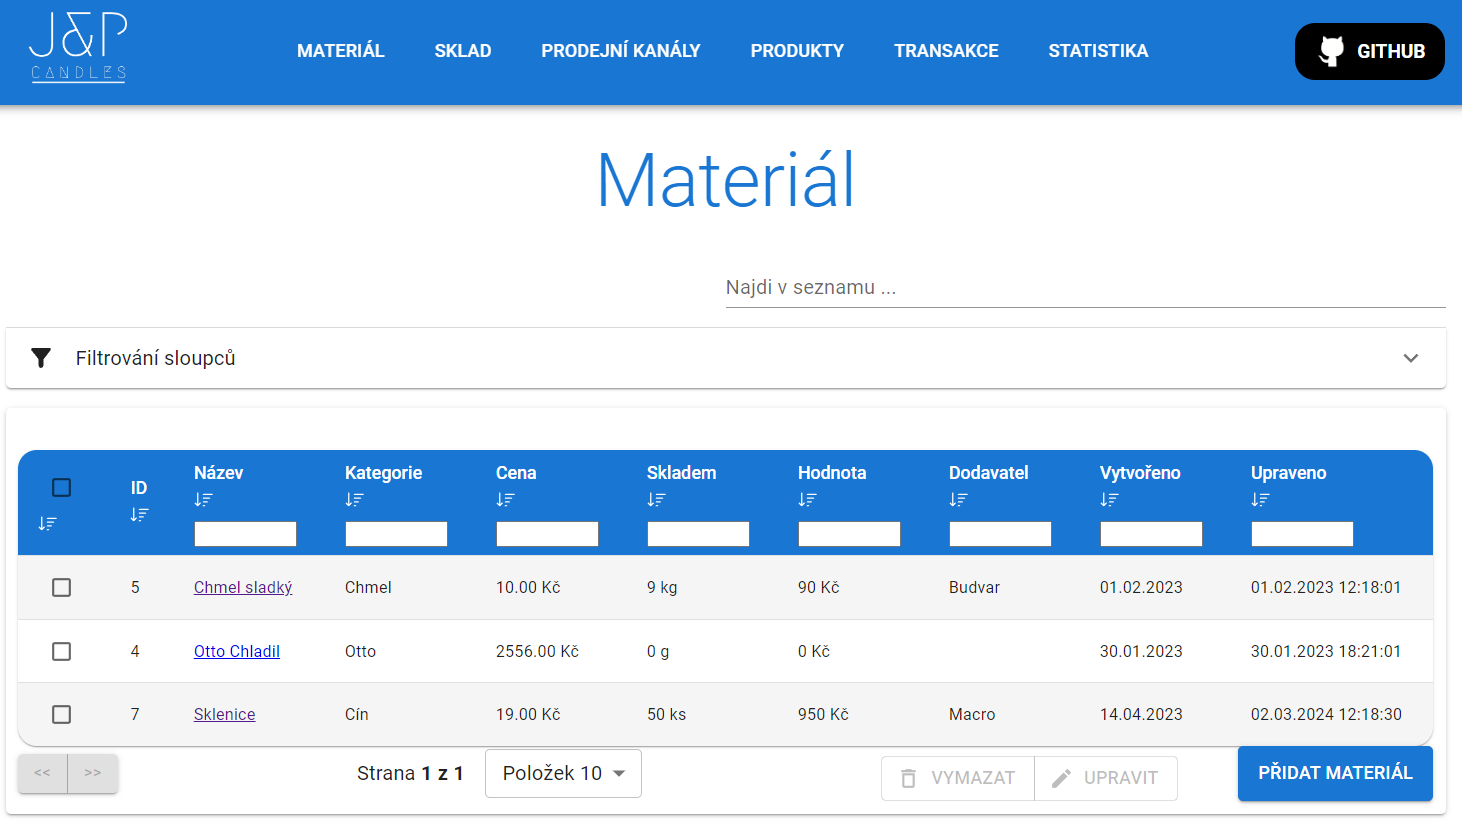 J&P
CANDLES
MATERIÁL SKLAD PRODEJNÍ KANÁLY PRODUKTY TRANSAKCE STATISTIKA GITHUB
Materiál
Najdi v seznamu ...
Filtrování sloupců
ID Název Kategorie Cena Skladem Hodnota Dodavatel Vytvořeno Upraveno
5 Chmel sladký Chmel 10.00 Kč 9 kg 90 Kč Budvar 01.02.2023 01.02.2023 12:18:01
4 Otto Chladil Otto 2556.00 Kč 0 g 0 Kč 30.01.2023 30.01.2023 18:21:01
7 Sklenice Cín 19.00 Kč 50 ks 950 Kč Macro 14.04.2023 02.03.2024 12:18:30
<< >> Strana 1 z 1 Položek 10 VYMAZAT UPRAVIT PŘIDAT MATERIÁL